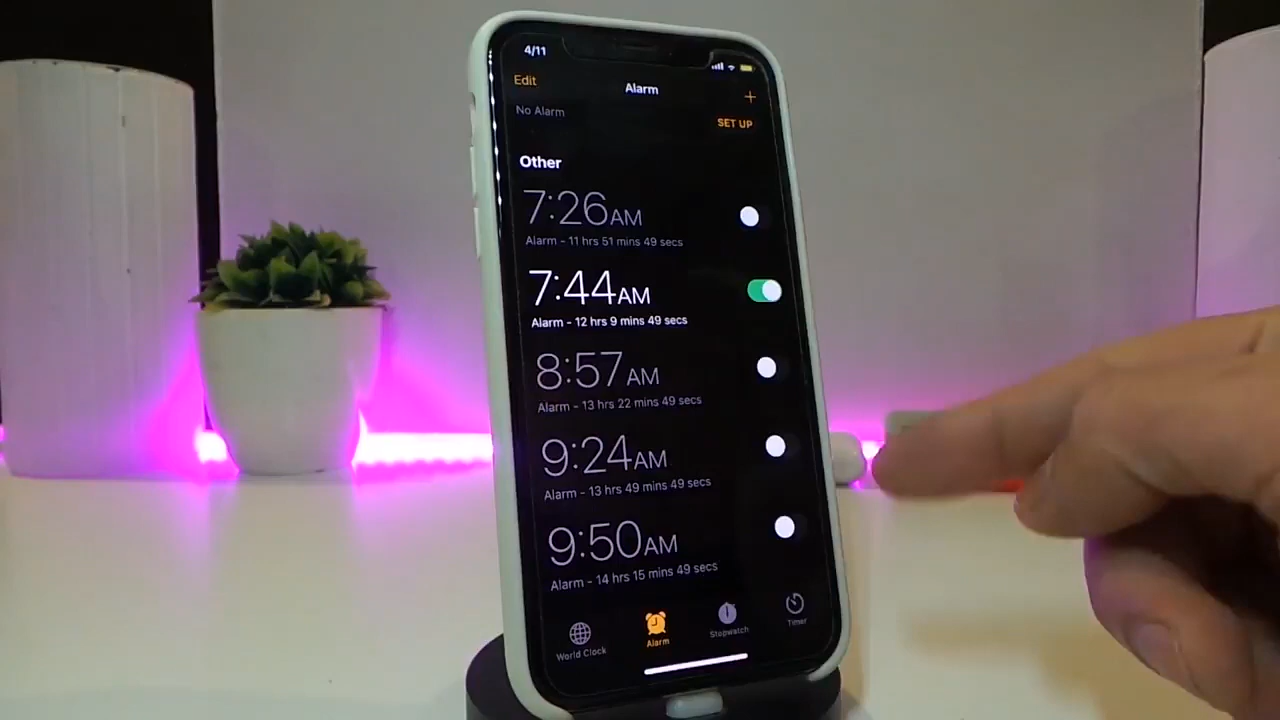 4/11
Edit
Alarm
+
No Alarm
SET UP
Other
7:26AM
Alarm – 11 hrs 51 mins 49 secs
7:44AM
Alarm – 12 hrs 9 mins 49 secs
8:57AM
Alarm – 13 hrs 22 mins 49 secs
9:24AM
Alarm – 13 hrs 49 mins 49 secs
9:50AM
Alarm – 14 hrs 15 mins 49 secs
World Clock
Alarm
Stopwatch
Timer